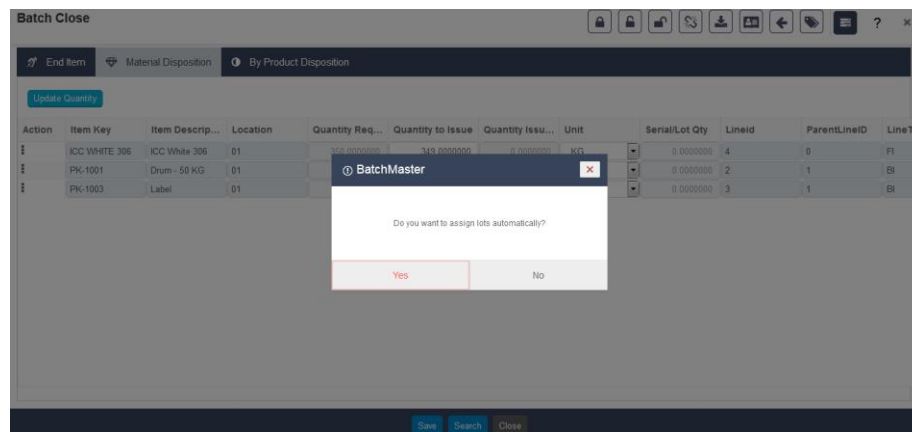 Batch Close
? ×
End Item Material Disposition By Product Disposition
Update Quantity
Action Item Key Item Descrip... Location Quantity Req... Quantity to Issue Quantity Issu... Unit Serial/Lot Qty Lineid ParentLineID LineT
ICC WHITE 306 ICC White 306 01 350.0000000 349.0000000 0.0000000 KG 0.0000000 4 0 FI
PK-1001 Drum - 50 KG 01 0.0000000 2 1 BI
PK-1003 Label 01 0.0000000 3 1 BI
BatchMaster ×
Do you want to assign lots automatically?
Yes No
Save Search Close